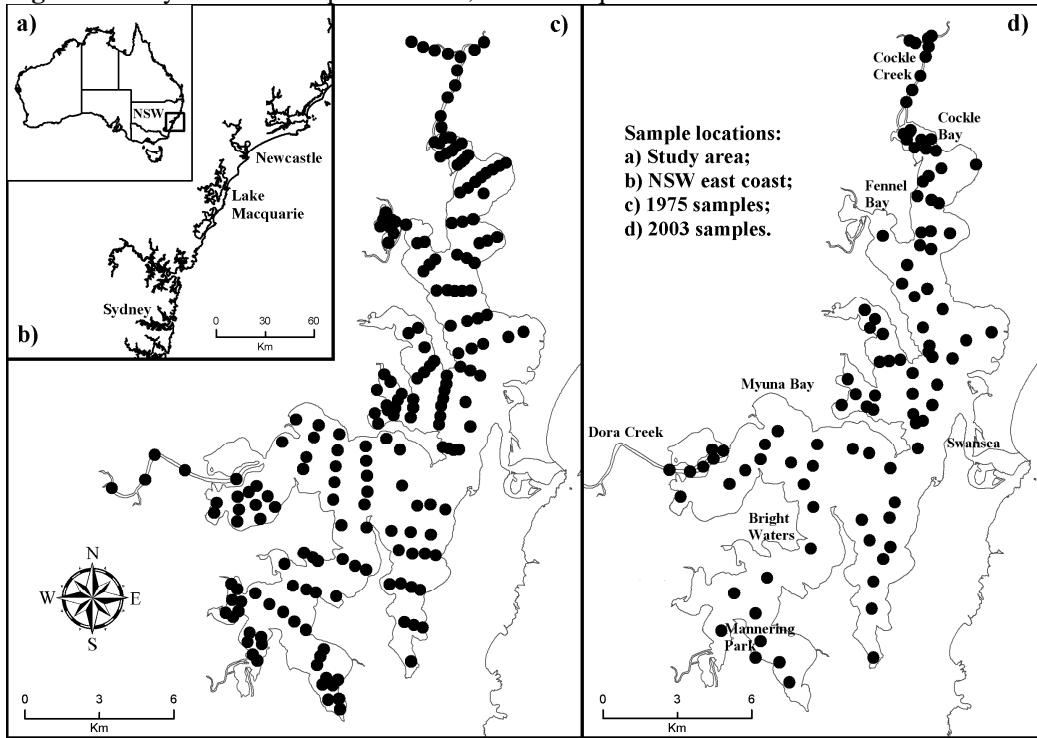 a)
NSW
Newcastle
Lake
Macquarie
Sydney
b)
0 30 60
Km
c)
N
W E
S
0 3 6
Km
d)
Cockle
Creek
Cockle
Bay
Sample locations:
a) Study area;
b) NSW east coast;
c) 1975 samples;
d) 2003 samples.
Fennel
Bay
Myuna Bay
Dora Creek
Swansea
Bright
Waters
Mannering
Park
0 3 6
Km